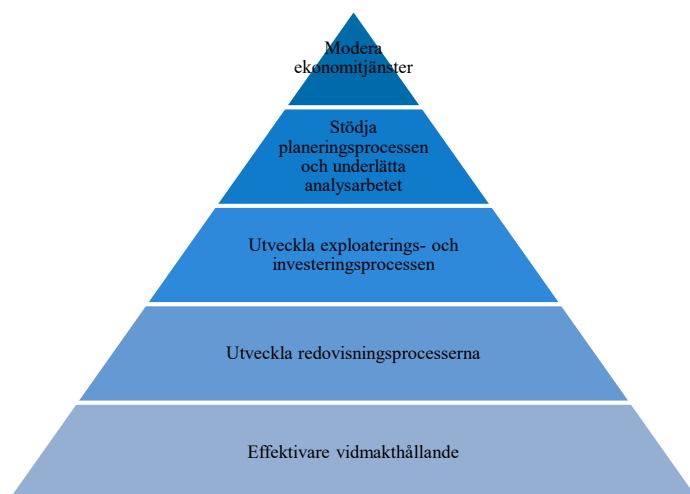 Modera
ekonomitjänster
Stödja
planeringsprocessen
och underlätta
analysarbetet
Utveckla exploaterings- och
investeringsprocessen
Utveckla redovisningsprocesserna
Effektivare vidmakthållande